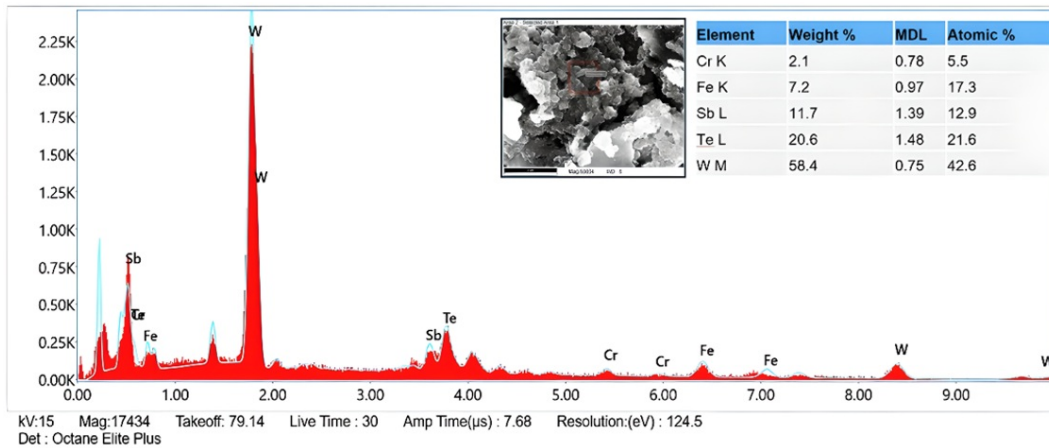 2.25K
2.00K
1.75K
1.50K
1.25K
1.00K
0.75K
0.50K
0.25K
0.00K
0.00 1.00 2.00 3.00 4.00 5.00 6.00 7.00 8.00 9.00
W
W
Sb
Te
Cr
Fe
Sb
Te
Cr
Cr
Fe
Fe
W
W
Element Weight % MDL Atomic %
Cr K 2.1 0.78 5.5
Fe K 7.2 0.97 17.3
Sb L 11.7 1.39 12.9
Te L 20.6 1.48 21.6
W M 58.4 0.75 42.6
kV:15 Mag:17434 Takeoff: 79.14 Live Time : 30 Amp Time(µs) : 7.68 Resolution:(eV) : 124.5
Det : Octane Elite Plus